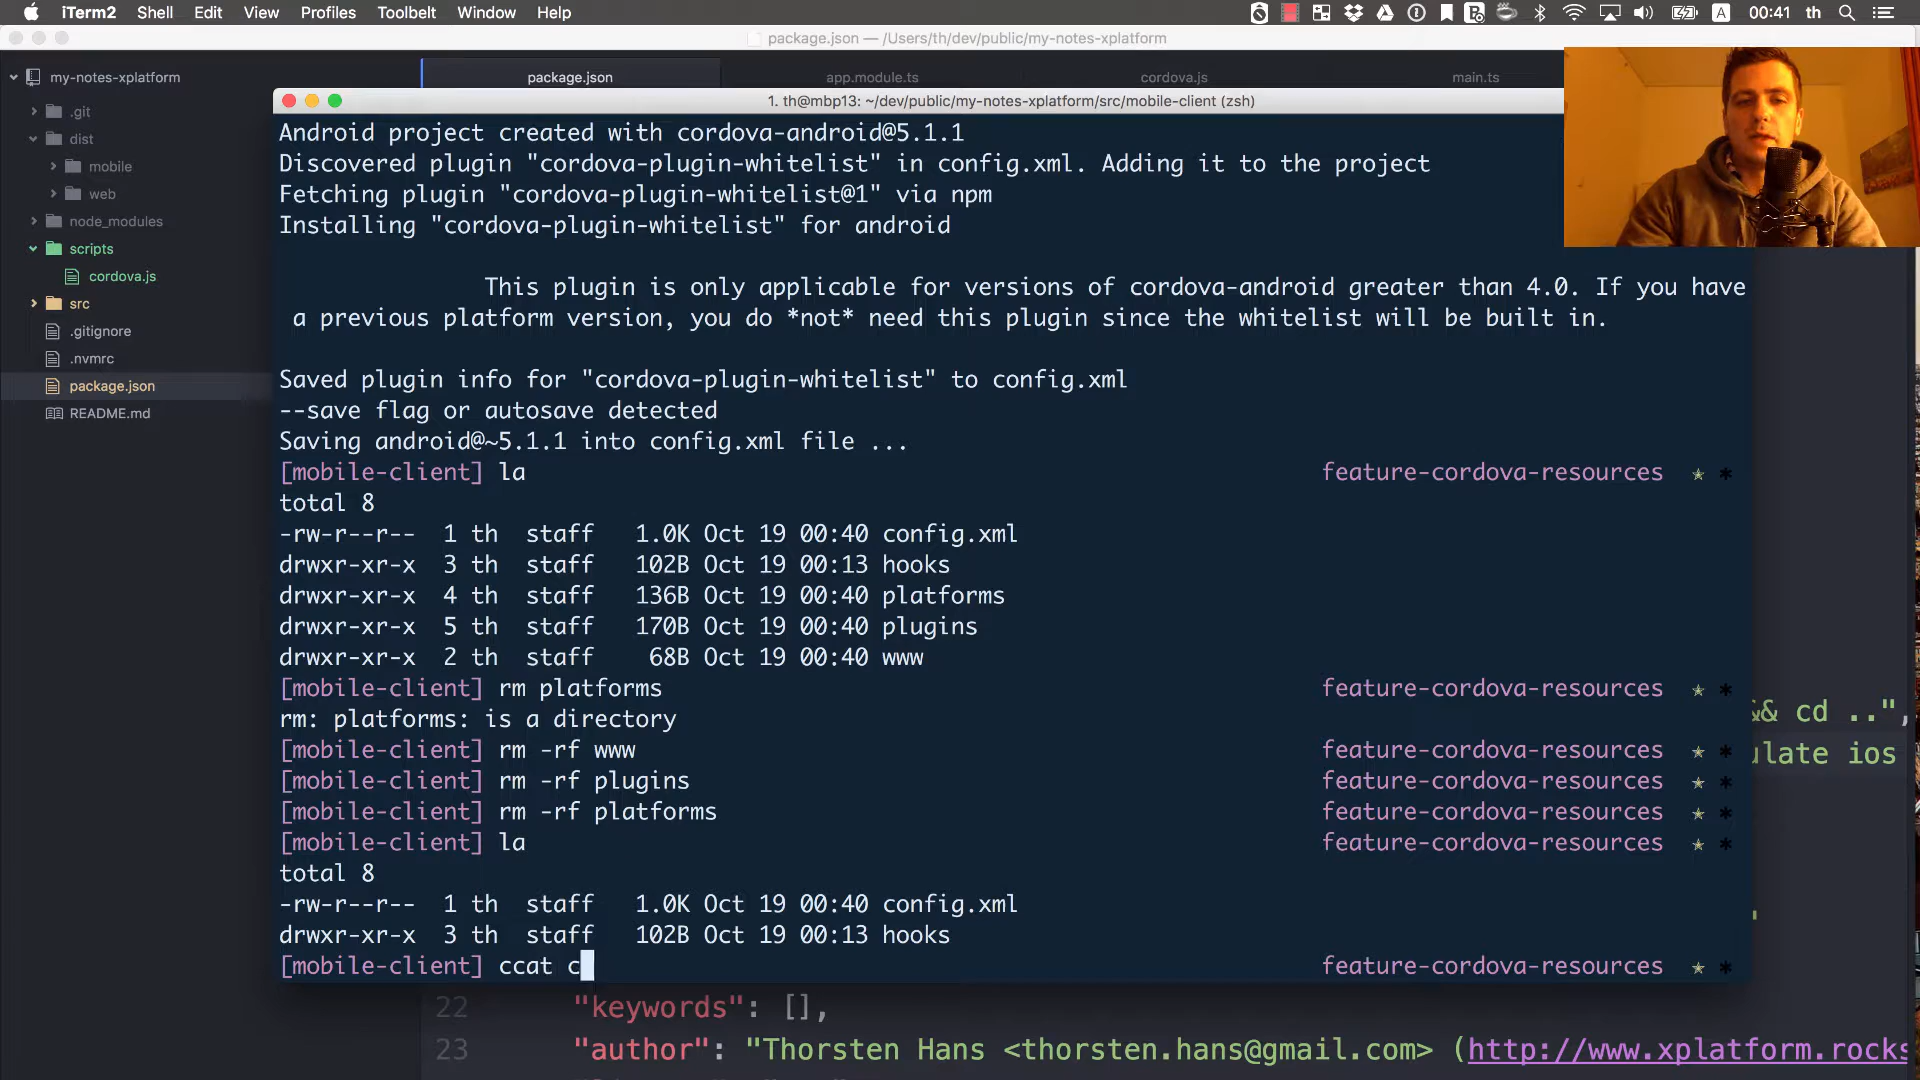 iTerm2 Shell Edit View Profiles Toolbelt Window Help 00:41 th
package.json — /Users/th/dev/public/my-notes-xplatform
my-notes-xplatform
package.json app.module.ts cordova.js main.ts
.git
dist
mobile
web
node_modules
scripts
cordova.js
src
.gitignore
.nvmrc
package.json
README.md
1. th@mbp13: ~/dev/public/my-notes-xplatform/src/mobile-client (zsh)
Android project created with cordova-android@5.1.1
Discovered plugin "cordova-plugin-whitelist" in config.xml. Adding it to the project
Fetching plugin "cordova-plugin-whitelist@1" via npm
Installing "cordova-plugin-whitelist" for android
This plugin is only applicable for versions of cordova-android greater than 4.0. If you have
a previous platform version, you do *not* need this plugin since the whitelist will be built in.
Saved plugin info for "cordova-plugin-whitelist" to config.xml
--save flag or autosave detected
Saving android@~5.1.1 into config.xml file ...
[mobile-client] la feature-cordova-resources ★ *
total 8
-rw-r--r-- 1 th staff 1.0K Oct 19 00:40 config.xml
drwxr-xr-x 3 th staff 102B Oct 19 00:13 hooks
drwxr-xr-x 4 th staff 136B Oct 19 00:40 platforms
drwxr-xr-x 5 th staff 170B Oct 19 00:40 plugins
drwxr-xr-x 2 th staff 68B Oct 19 00:40 www
[mobile-client] rm platforms feature-cordova-resources ★ *
rm: platforms: is a directory
[mobile-client] rm -rf www feature-cordova-resources ★ *
[mobile-client] rm -rf plugins feature-cordova-resources ★ *
[mobile-client] rm -rf platforms feature-cordova-resources ★ *
[mobile-client] la feature-cordova-resources ★ *
total 8
-rw-r--r-- 1 th staff 1.0K Oct 19 00:40 config.xml
drwxr-xr-x 3 th staff 102B Oct 19 00:13 hooks
[mobile-client] ccat c feature-cordova-resources ★ *
&& cd ..",
ulate ios
"
22 "keywords": [],
23 "author": "Thorsten Hans <thorsten.hans@gmail.com> (http://www.xplatform.rocks